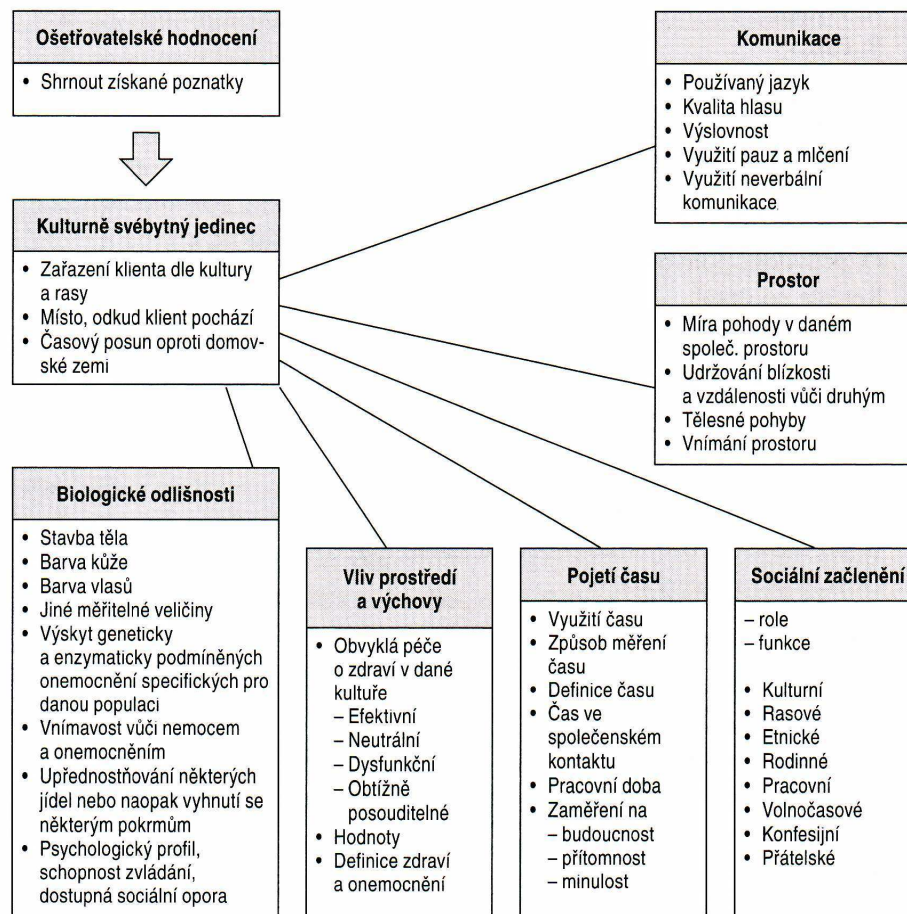 Ošetřovatelské hodnocení
• Shrnout získané poznatky
Kulturně svébytný jedinec
• Zařazení klienta dle kultury
a rasy
• Místo, odkud klient pochází
• Časový posun oproti domov-
ské zemi
Komunikace
• Používaný jazyk
• Kvalita hlasu
• Výslovnost
• Využití pauz a mlčení
• Využití neverbální
komunikace
Prostor
• Míra pohody v daném
společ. prostoru
• Udržování blízkosti
a vzdálenosti vůči druhým
• Tělesné pohyby
• Vnímání prostoru
Biologické odlišnosti
• Stavba těla
• Barva kůže
• Barva vlasů
• Jiné měřitelné veličiny
• Výskyt geneticky
a enzymaticky podmíněných
onemocnění specifických pro
danou populaci
• Vnímavost vůči nemocem
a onemocněním
• Upřednostňování některých
jídel nebo naopak vyhnutí se
některým pokrmům
• Psychologický profil,
schopnost zvládání,
dostupná sociální opora
Vliv prostředí
a výchovy
• Obvyklá péče
o zdraví v dané
kultuře
– Efektivní
– Neutrální
– Dysfunkční
– Obtížně
posouditelné
• Hodnoty
• Definice zdraví
a onemocnění
Pojetí času
• Využití času
• Způsob měření
času
• Definice času
• Čas ve
společenském
kontaktu
• Pracovní doba
• Zaměření na
– budoucnost
– přítomnost
– minulost
Sociální začlenění
– role
– funkce
• Kulturní
• Rasové
• Etnické
• Rodinné
• Pracovní
• Volnočasové
• Konfesijní
• Přátelské